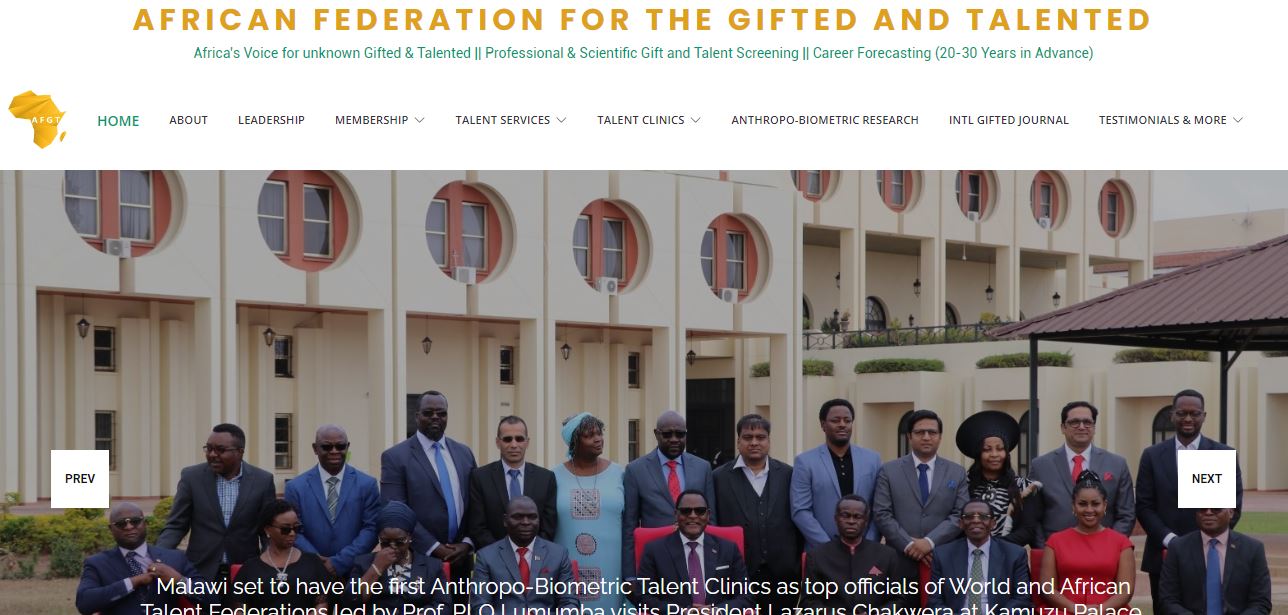 AFRICAN FEDERATION FOR THE GIFTED AND TALENTED
Africa's Voice for unknown Gifted & Talented || Professional & Scientific Gift and Talent Screening || Career Forecasting (20-30 Years in Advance)
AFGT
HOME ABOUT LEADERSHIP MEMBERSHIP TALENT SERVICES TALENT CLINICS ANTHROPO-BIOMETRIC RESEARCH INTL GIFTED JOURNAL TESTIMONIALS & MORE
PREV NEXT
Malawi set to have the first Anthropo-Biometric Talent Clinics as top officials of World and African
Talent Federations led by Prof. PLO Lumumba visits President Lazarus Chakwera at Kamuzu Palace